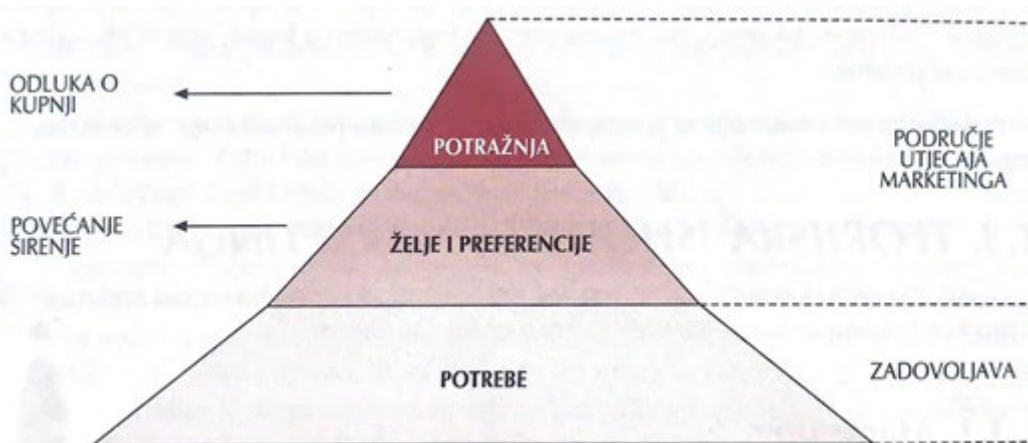 ODLUKA O
KUPNJI
POTRAŽNJA
PODRUČJE
UTJECAJA
MARKETINGA
POVEĆANJE
ŠIRENJE
ŽELJE I PREFERENCIJE
POTREBE
ZADOVOLJAVA